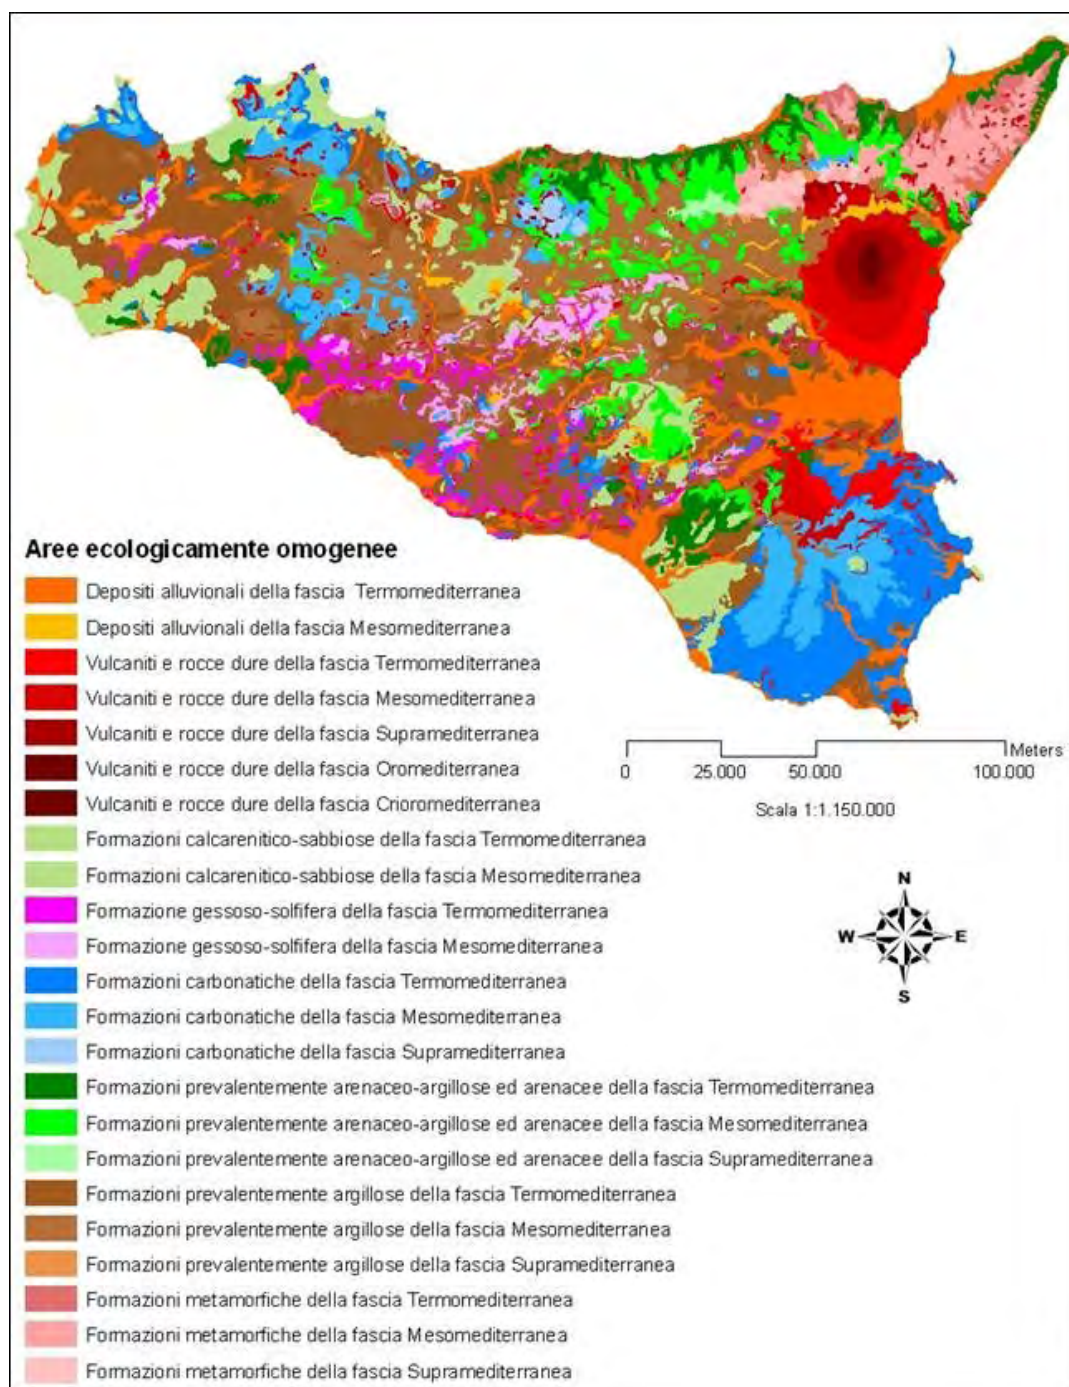 Aree ecologicamente omogenee
Depositi alluvionali della fascia Termomediterranea
Depositi alluvionali della fascia Mesomediterranea
Vulcaniti e rocce dure della fascia Termomediterranea
Vulcaniti e rocce dure della fascia Mesomediterranea
Vulcaniti e rocce dure della fascia Supramediterranea
Vulcaniti e rocce dure della fascia Oromediterranea
Vulcaniti e rocce dure della fascia Crioromediterranea
Formazioni calcarenitico-sabbiose della fascia Termomediterranea
Formazioni calcarenitico-sabbiose della fascia Mesomediterranea
Formazione gessoso-solfifera della fascia Termomediterranea
Formazione gessoso-solfifera della fascia Mesomediterranea
Formazioni carbonatiche della fascia Termomediterranea
Formazioni carbonatiche della fascia Mesomediterranea
Formazioni carbonatiche della fascia Supramediterranea
Formazioni prevalentemente arenaceo-argillose ed arenacee della fascia Termomediterranea
Formazioni prevalentemente arenaceo-argillose ed arenacee della fascia Mesomediterranea
Formazioni prevalentemente arenaceo-argillose ed arenacee della fascia Supramediterranea
Formazioni prevalentemente argillose della fascia Termomediterranea
Formazioni prevalentemente argillose della fascia Mesomediterranea
Formazioni prevalentemente argillose della fascia Supramediterranea
Formazioni metamorfiche della fascia Termomediterranea
Formazioni metamorfiche della fascia Mesomediterranea
Formazioni metamorfiche della fascia Supramediterranea
Meters
0 25.000 50.000 100.000
Scala 1:1.150.000
N
W E
S